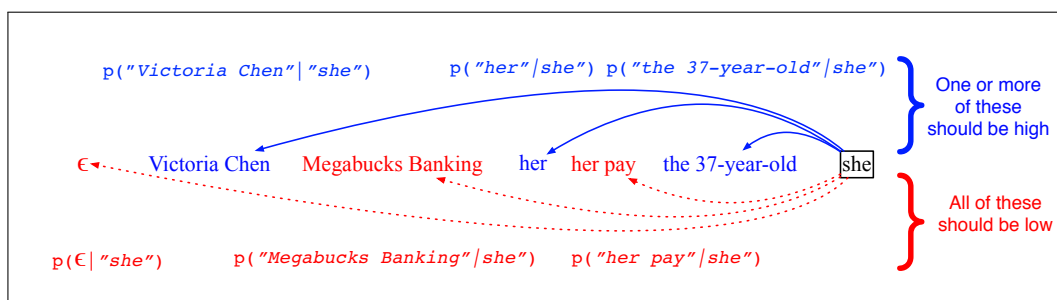 p(”Victoria Chen”|”she”) p(”her”|she”) p(”the 37-year-old”|she”)
One or more
of these
should be high
ϵ Victoria Chen Megabucks Banking her her pay the 37-year-old she
All of these
should be low
p(ϵ|”she”) p(”Megabucks Banking”|she”) p(”her pay”|she”)